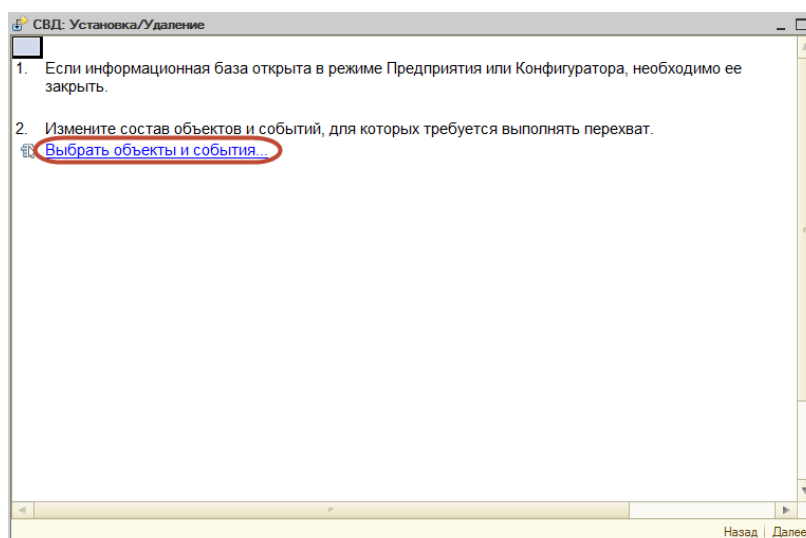 СВД: Установка/Удаление
1. Если информационная база открыта в режиме Предприятия или Конфигуратора, необходимо ее
закрыть.
2. Измените состав объектов и событий, для которых требуется выполнять перехват.
Выбрать объекты и события...
Назад Далее